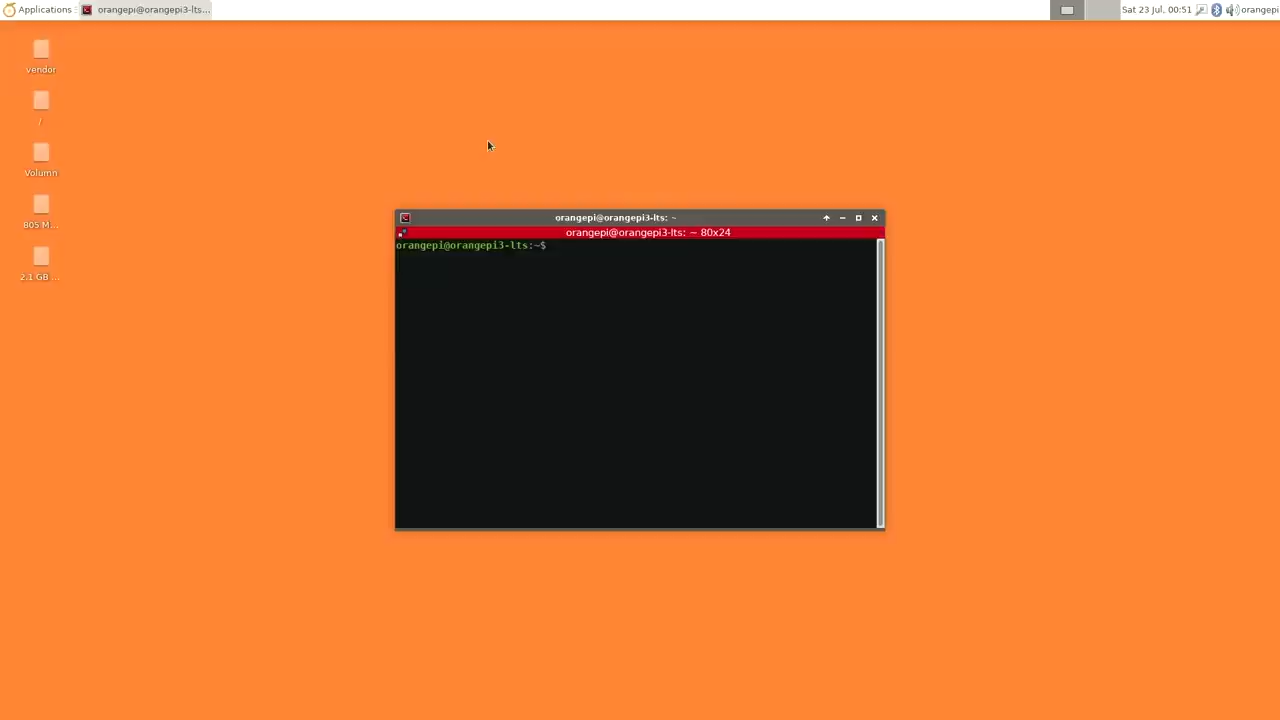 Applications
orangepi@orangepi3-lts...
Sat 23 Jul, 00:51
orangepi
vendor
/
Volumn
805 M...
2.1 GB ...
orangepi@orangepi3-lts: ~
orangepi@orangepi3-lts: ~ 80x24
orangepi@orangepi3-lts:~$